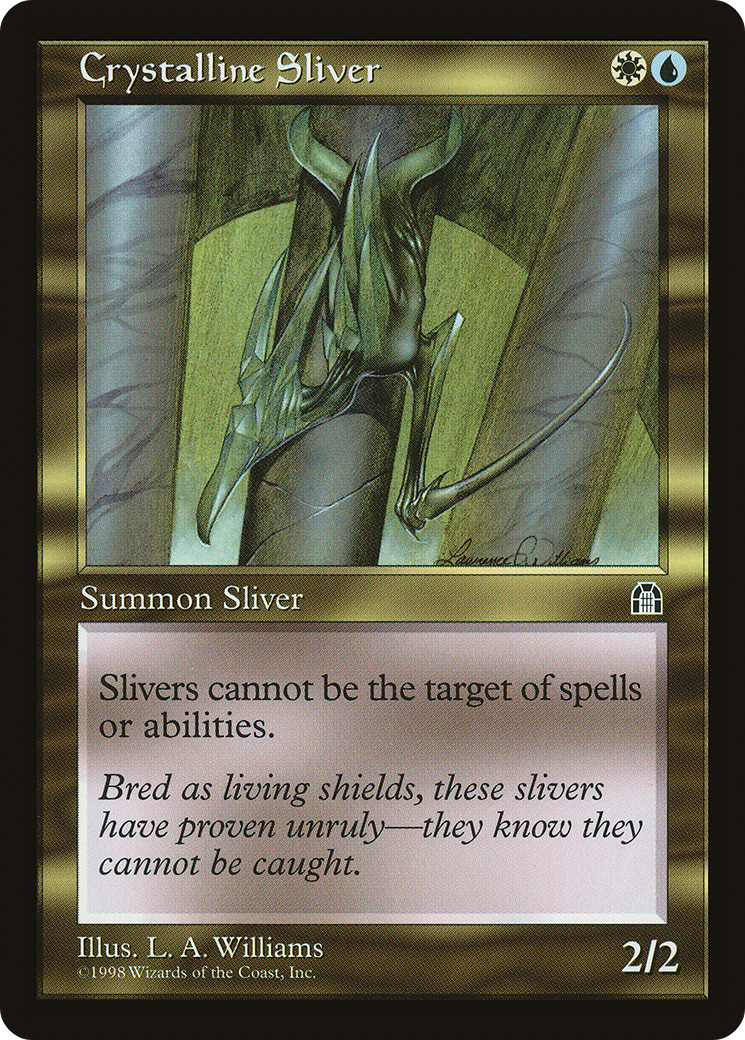 Crystalline Sliver
Lawrence A. Williams
Summon Sliver
Slivers cannot be the target of spells
or abilities.
Bred as living shields, these slivers
have proven unruly—they know they
cannot be caught.
Illus. L. A. Williams
©1998 Wizards of the Coast, Inc.
2/2